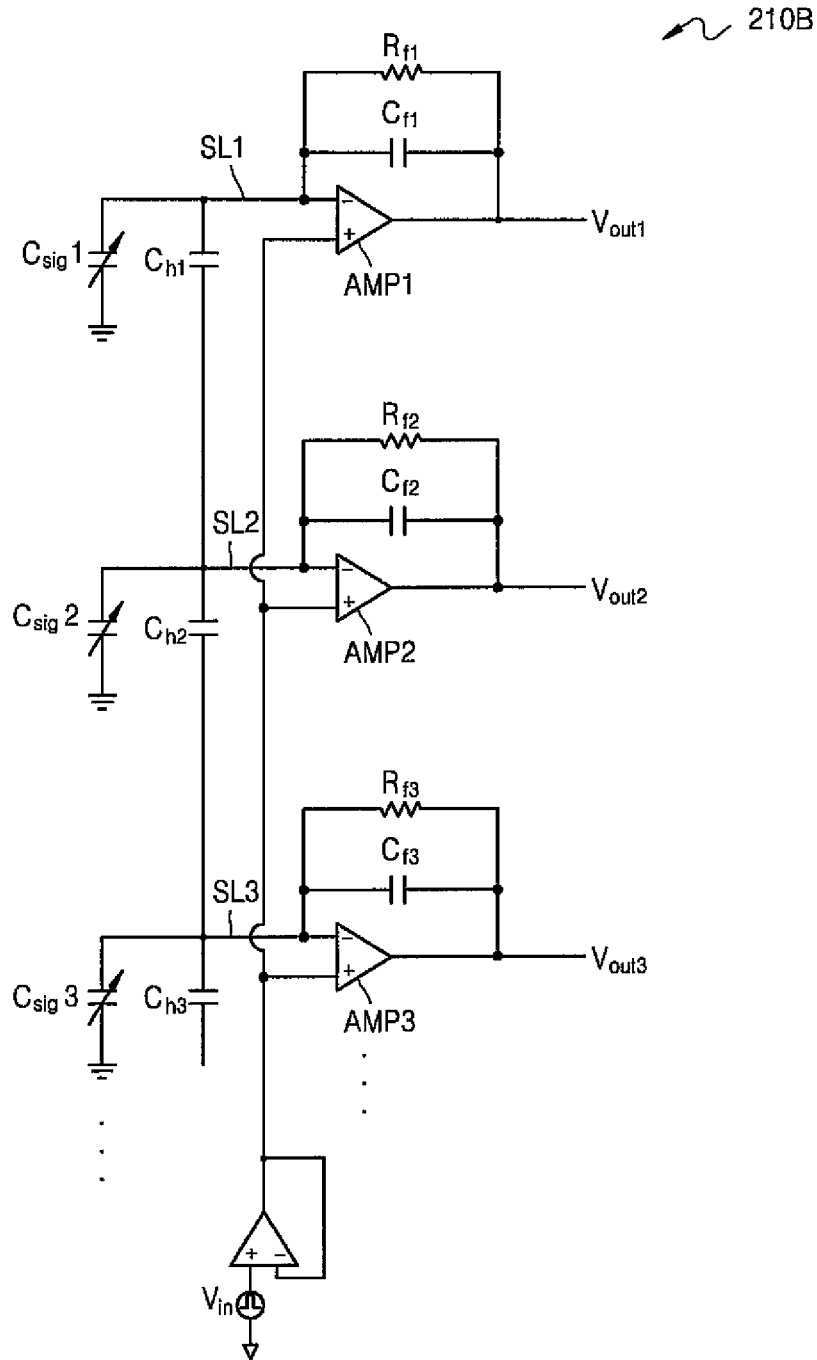 210B
Rf1
Cf1
SL1
−
+
Vout1
Csig 1
Ch1
AMP1
Rf2
Cf2
SL2
−
+
Vout2
Csig 2
Ch2
AMP2
Rf3
Cf3
SL3
−
+
Vout3
Csig 3
Ch3
AMP3
+ −
Vin